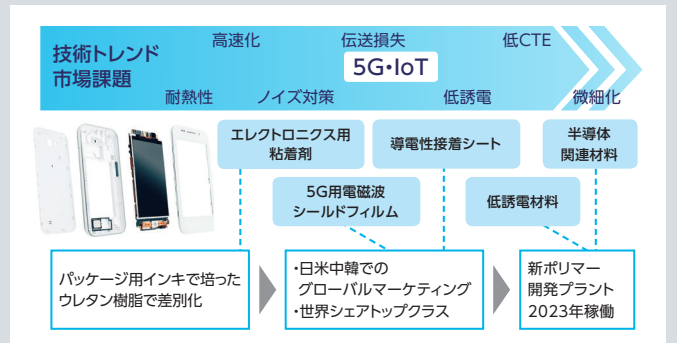 技術トレンド
市場課題
高速化
伝送損失
低CTE
5G・IoT
耐熱性
ノイズ対策
低誘電
微細化
エレクトロニクス用
粘着剤
導電性接着シート
半導体
関連材料
5G用電磁波
シールドフィルム
低誘電材料
パッケージ用インキで培った
ウレタン樹脂で差別化
・日米中韓での
グローバルマーケティング
・世界シェアトップクラス
新ポリマー
開発プラント
2023年稼働